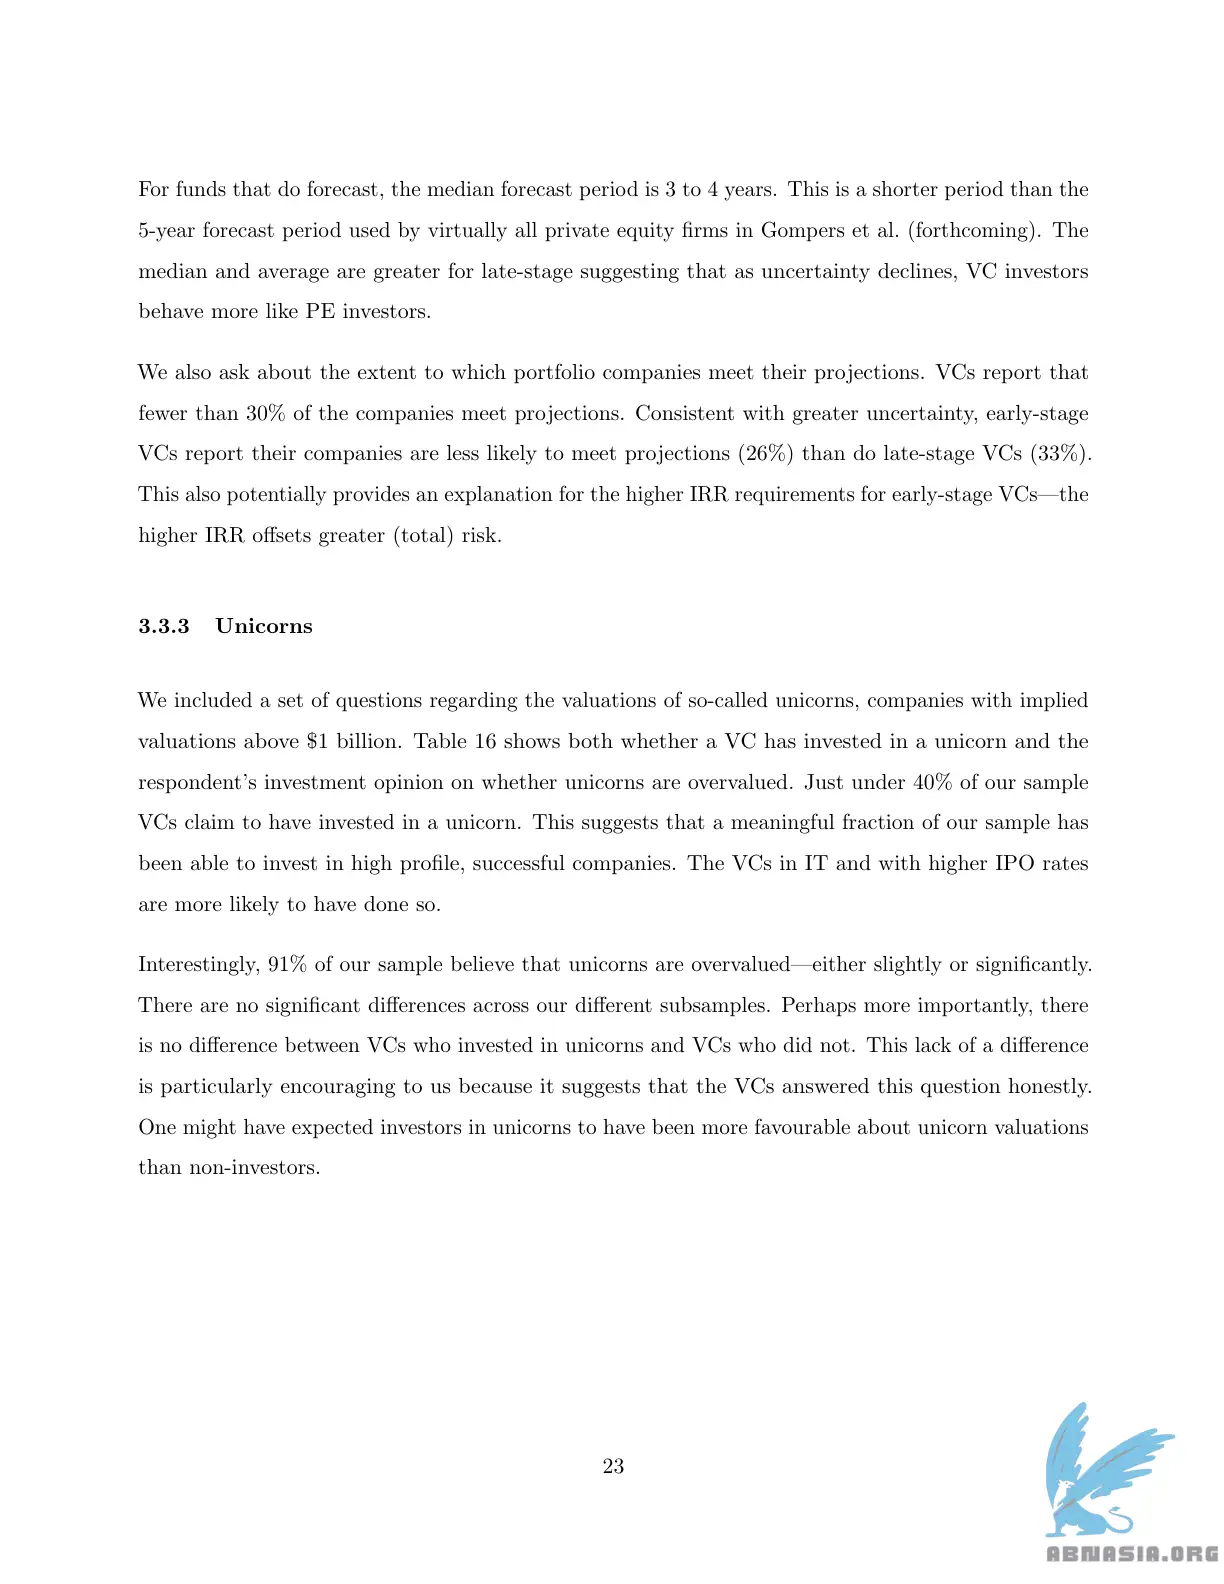 For funds that do forecast, the median forecast period is 3 to 4 years. This is a shorter period than the
5-year forecast period used by virtually all private equity firms in Gompers et al. (forthcoming). The
median and average are greater for late-stage suggesting that as uncertainty declines, VC investors
behave more like PE investors.
We also ask about the extent to which portfolio companies meet their projections. VCs report that
fewer than 30% of the companies meet projections. Consistent with greater uncertainty, early-stage
VCs report their companies are less likely to meet projections (26%) than do late-stage VCs (33%).
This also potentially provides an explanation for the higher IRR requirements for early-stage VCs—the
higher IRR offsets greater (total) risk.
3.3.3 Unicorns
We included a set of questions regarding the valuations of so-called unicorns, companies with implied
valuations above $1 billion. Table 16 shows both whether a VC has invested in a unicorn and the
respondent's investment opinion on whether unicorns are overvalued. Just under 40% of our sample
VCs claim to have invested in a unicorn. This suggests that a meaningful fraction of our sample has
been able to invest in high profile, successful companies. The VCs in IT and with higher IPO rates
are more likely to have done so.
Interestingly, 91% of our sample believe that unicorns are overvalued—either slightly or significantly.
There are no significant differences across our different subsamples. Perhaps more importantly, there
is no difference between VCs who invested in unicorns and VCs who did not. This lack of a difference
is particularly encouraging to us because it suggests that the VCs answered this question honestly.
One might have expected investors in unicorns to have been more favourable about unicorn valuations
than non-investors.
23
ABNASIA.ORG